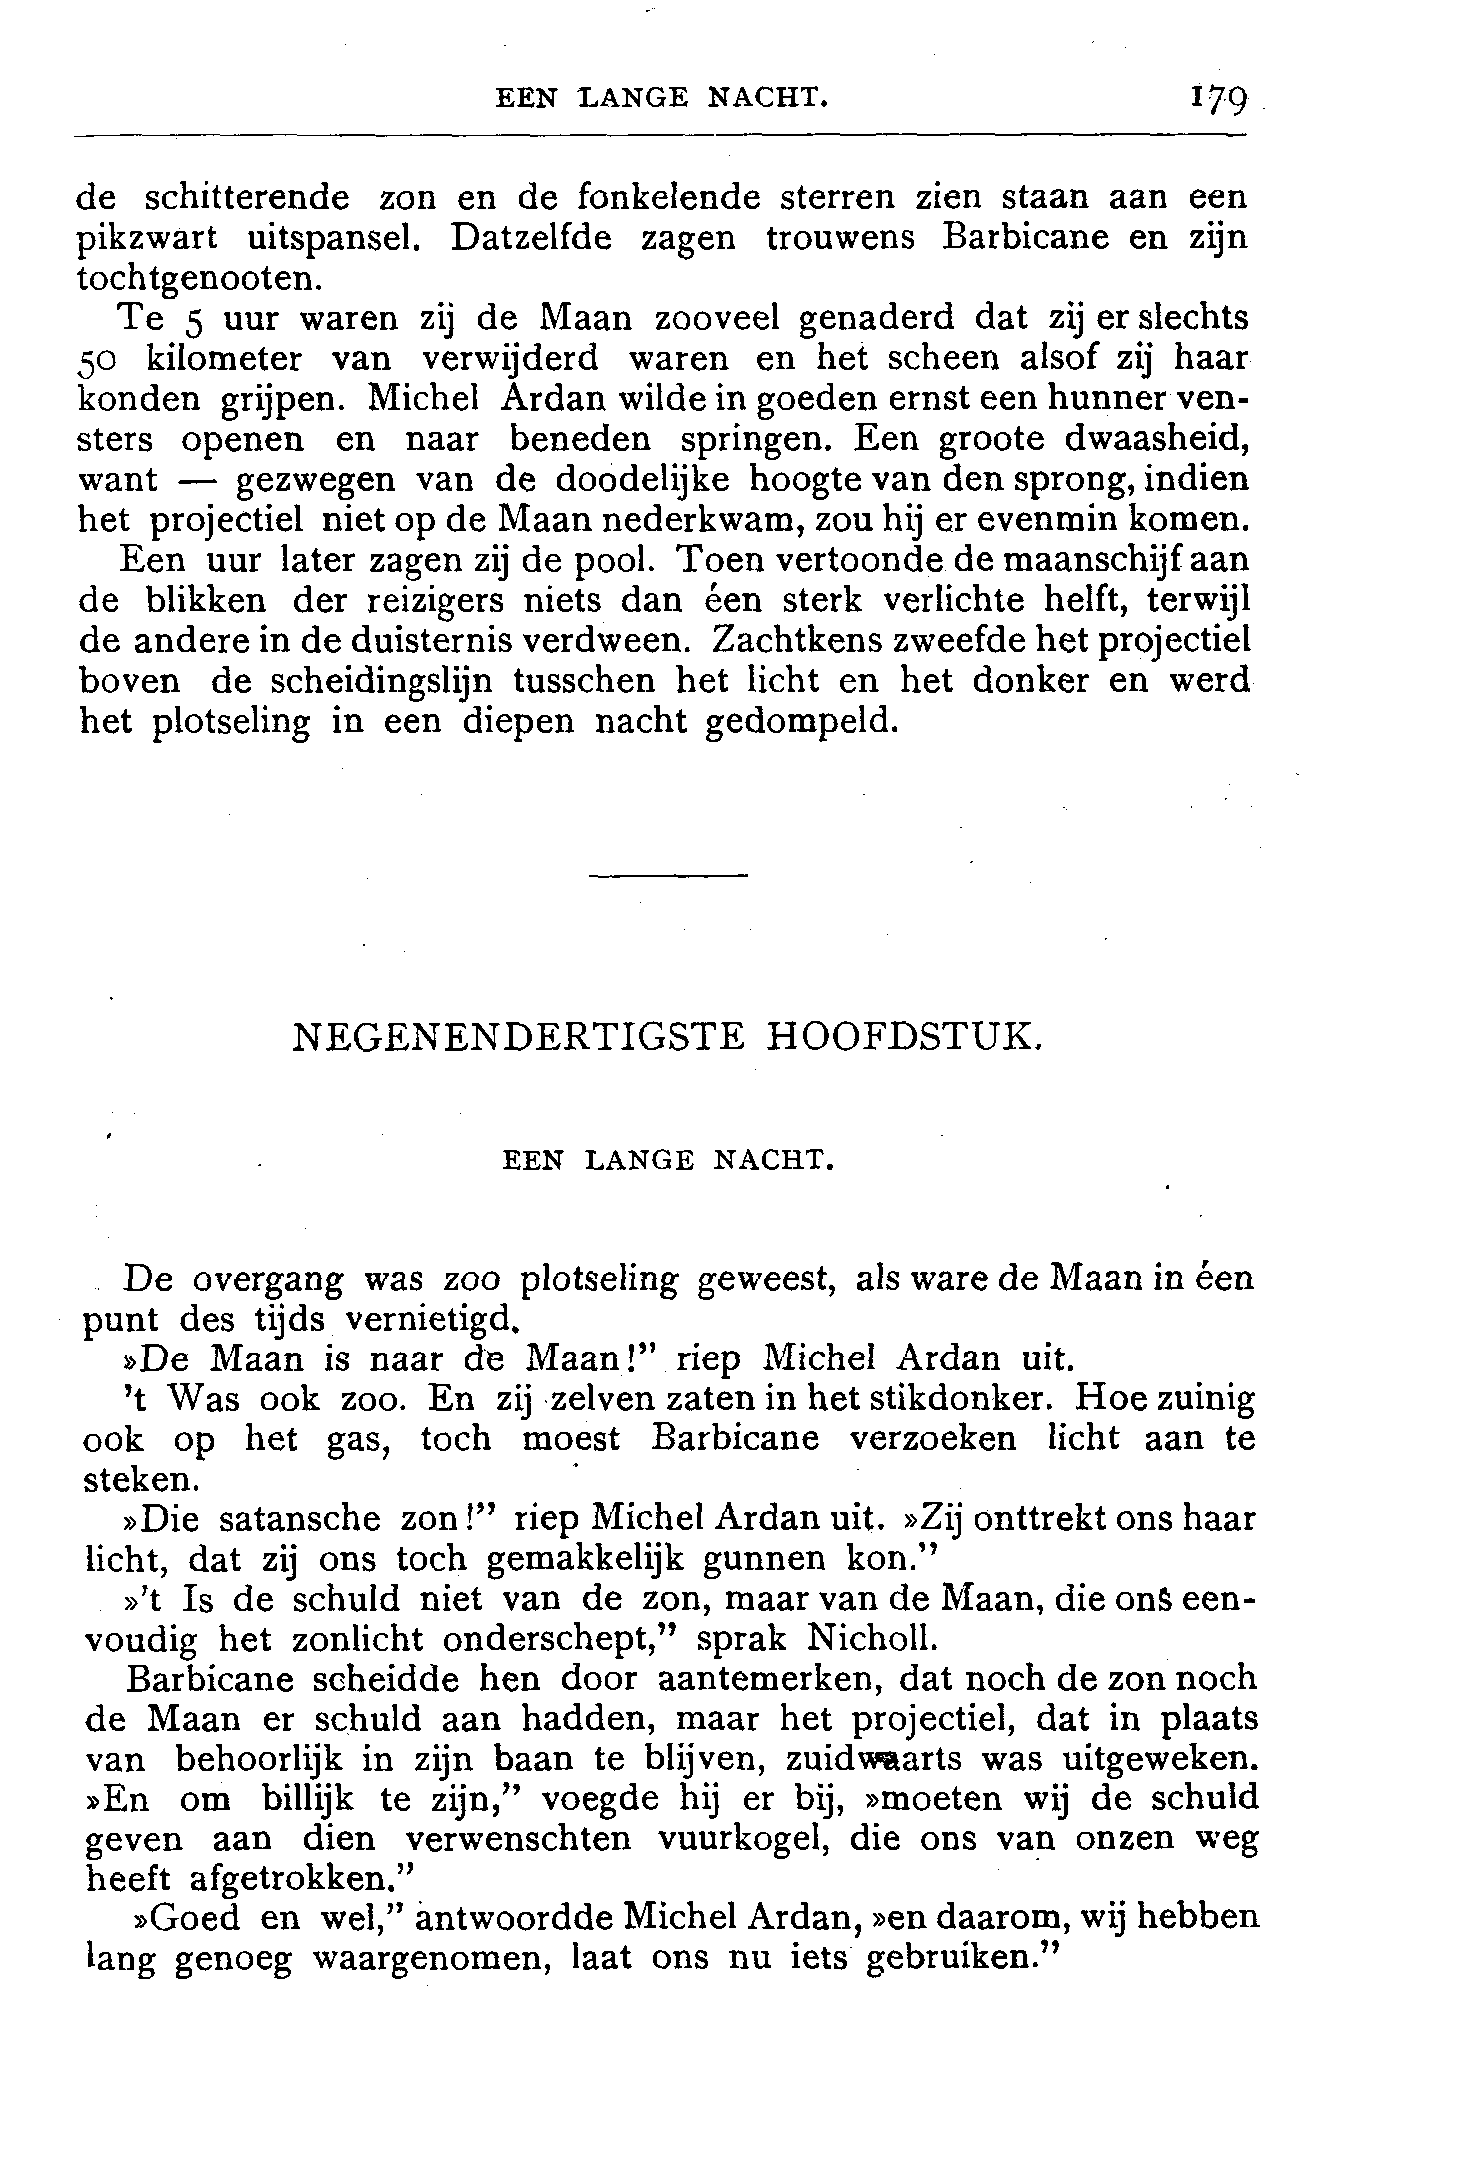 EEN LANGE NACHT. 179
de schitterende zon en de fonkelende sterren zien staan aan een
pikzwart uitspansel. Datzelfde zagen trouwens Barbicane en zijn
tochtgenooten.
Te 5 uur waren zij de Maan zooveel genaderd dat zij er slechts
50 kilometer van verwijderd waren en het scheen alsof zij haar
konden grijpen. Michel Ardan wilde in goeden ernst een hunner ven-
sters openen en naar beneden springen. Een groote dwaasheid,
want — gezwegen van de doodelijke hoogte van den sprong, indien
het projectiel niet op de Maan nederkwam, zou hij er evenmin komen.
Een uur later zagen zij de pool. Toen vertoonde de maanschijf aan
de blikken der reizigers niets dan éen sterk verlichte helft, terwijl
de andere in de duisternis verdween. Zachtkens zweefde het projectiel
boven de scheidingslijn tusschen het licht en het donker en werd
het plotseling in een diepen nacht gedompeld.
NEGENENDERTIGSTE HOOFDSTUK.
EEN LANGE NACHT.
De overgang was zoo plotseling geweest, als ware de Maan in éen
punt des tijds vernietigd.
»De Maan is naar de Maan!” riep Michel Ardan uit.
’t Was ook zoo. En zij zelven zaten in het stikdonker. Hoe zuinig
ook op het gas, toch moest Barbicane verzoeken licht aan te
steken.
»Die satansche zon!” riep Michel Ardan uit. »Zij onttrekt ons haar
licht, dat zij ons toch gemakkelijk gunnen kon.”
»’t Is de schuld niet van de zon, maar van de Maan, die ons een-
voudig het zonlicht onderschept,” sprak Nicholl.
Barbicane scheidde hen door aantemerken, dat noch de zon noch
de Maan er schuld aan hadden, maar het projectiel, dat in plaats
van behoorlijk in zijn baan te blijven, zuidwaarts was uitgeweken.
»En om billijk te zijn,” voegde hij er bij, »moeten wij de schuld
geven aan dien verwenschten vuurkogel, die ons van onzen weg
heeft afgetrokken.”
»Goed en wel,” antwoordde Michel Ardan, »en daarom, wij hebben
lang genoeg waargenomen, laat ons nu iets gebruiken.”